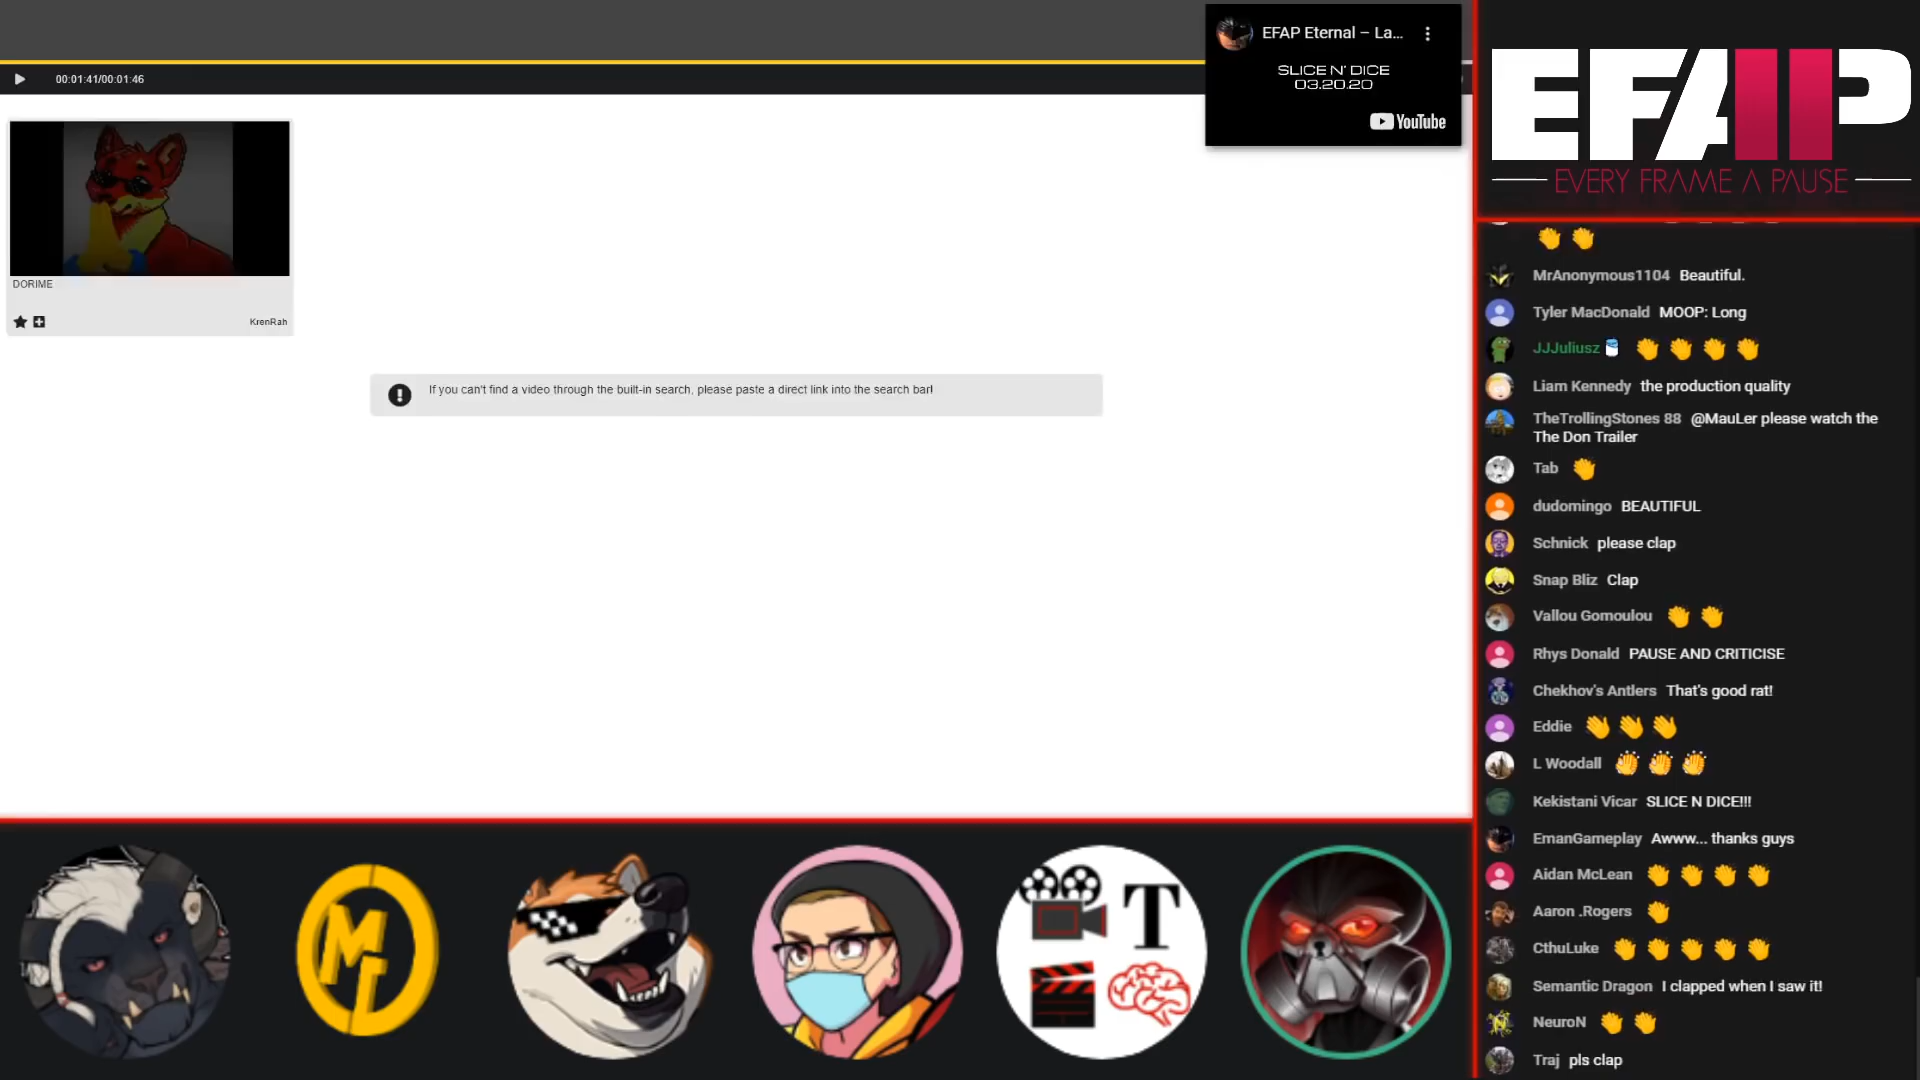 00:01:41/00:01:46
EFAP Eternal – La...
SLICE N' DICE
03.20.20
YouTube
DORIME
KrenRah
If you can't find a video through the built-in search, please paste a direct link into the search bar!
EFAP
EVERY FRAME A PAUSE
👏 👏
MrAnonymous1104 Beautiful.
Tyler MacDonald MOOP: Long
JJJuliusz 👏 👏 👏 👏
Liam Kennedy the production quality
TheTrollingStones 88 @MauLer please watch the
The Don Trailer
Tab 👏
dudomingo BEAUTIFUL
Schnick please clap
Snap Bliz Clap
Vallou Gomoulou 👏 👏
Rhys Donald PAUSE AND CRITICISE
Chekhov's Antlers That's good rat!
Eddie 👋 👋 👋
L Woodall 👏 👏 👏
Kekistani Vicar SLICE N DICE!!!
EmanGameplay Awww... thanks guys
Aidan McLean 👏 👏 👏 👏
Aaron .Rogers 👏
CthuLuke 👏 👏 👏 👏 👏
Semantic Dragon I clapped when I saw it!
NeuroN 👏 👏
Traj pls clap
ML
T